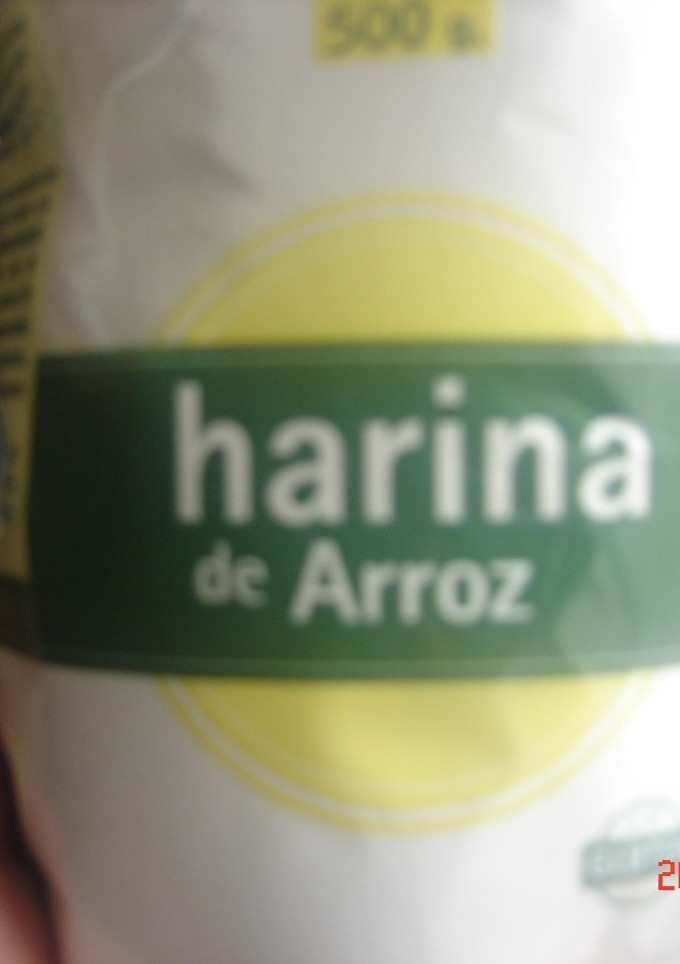 500 g.
harina
de Arroz